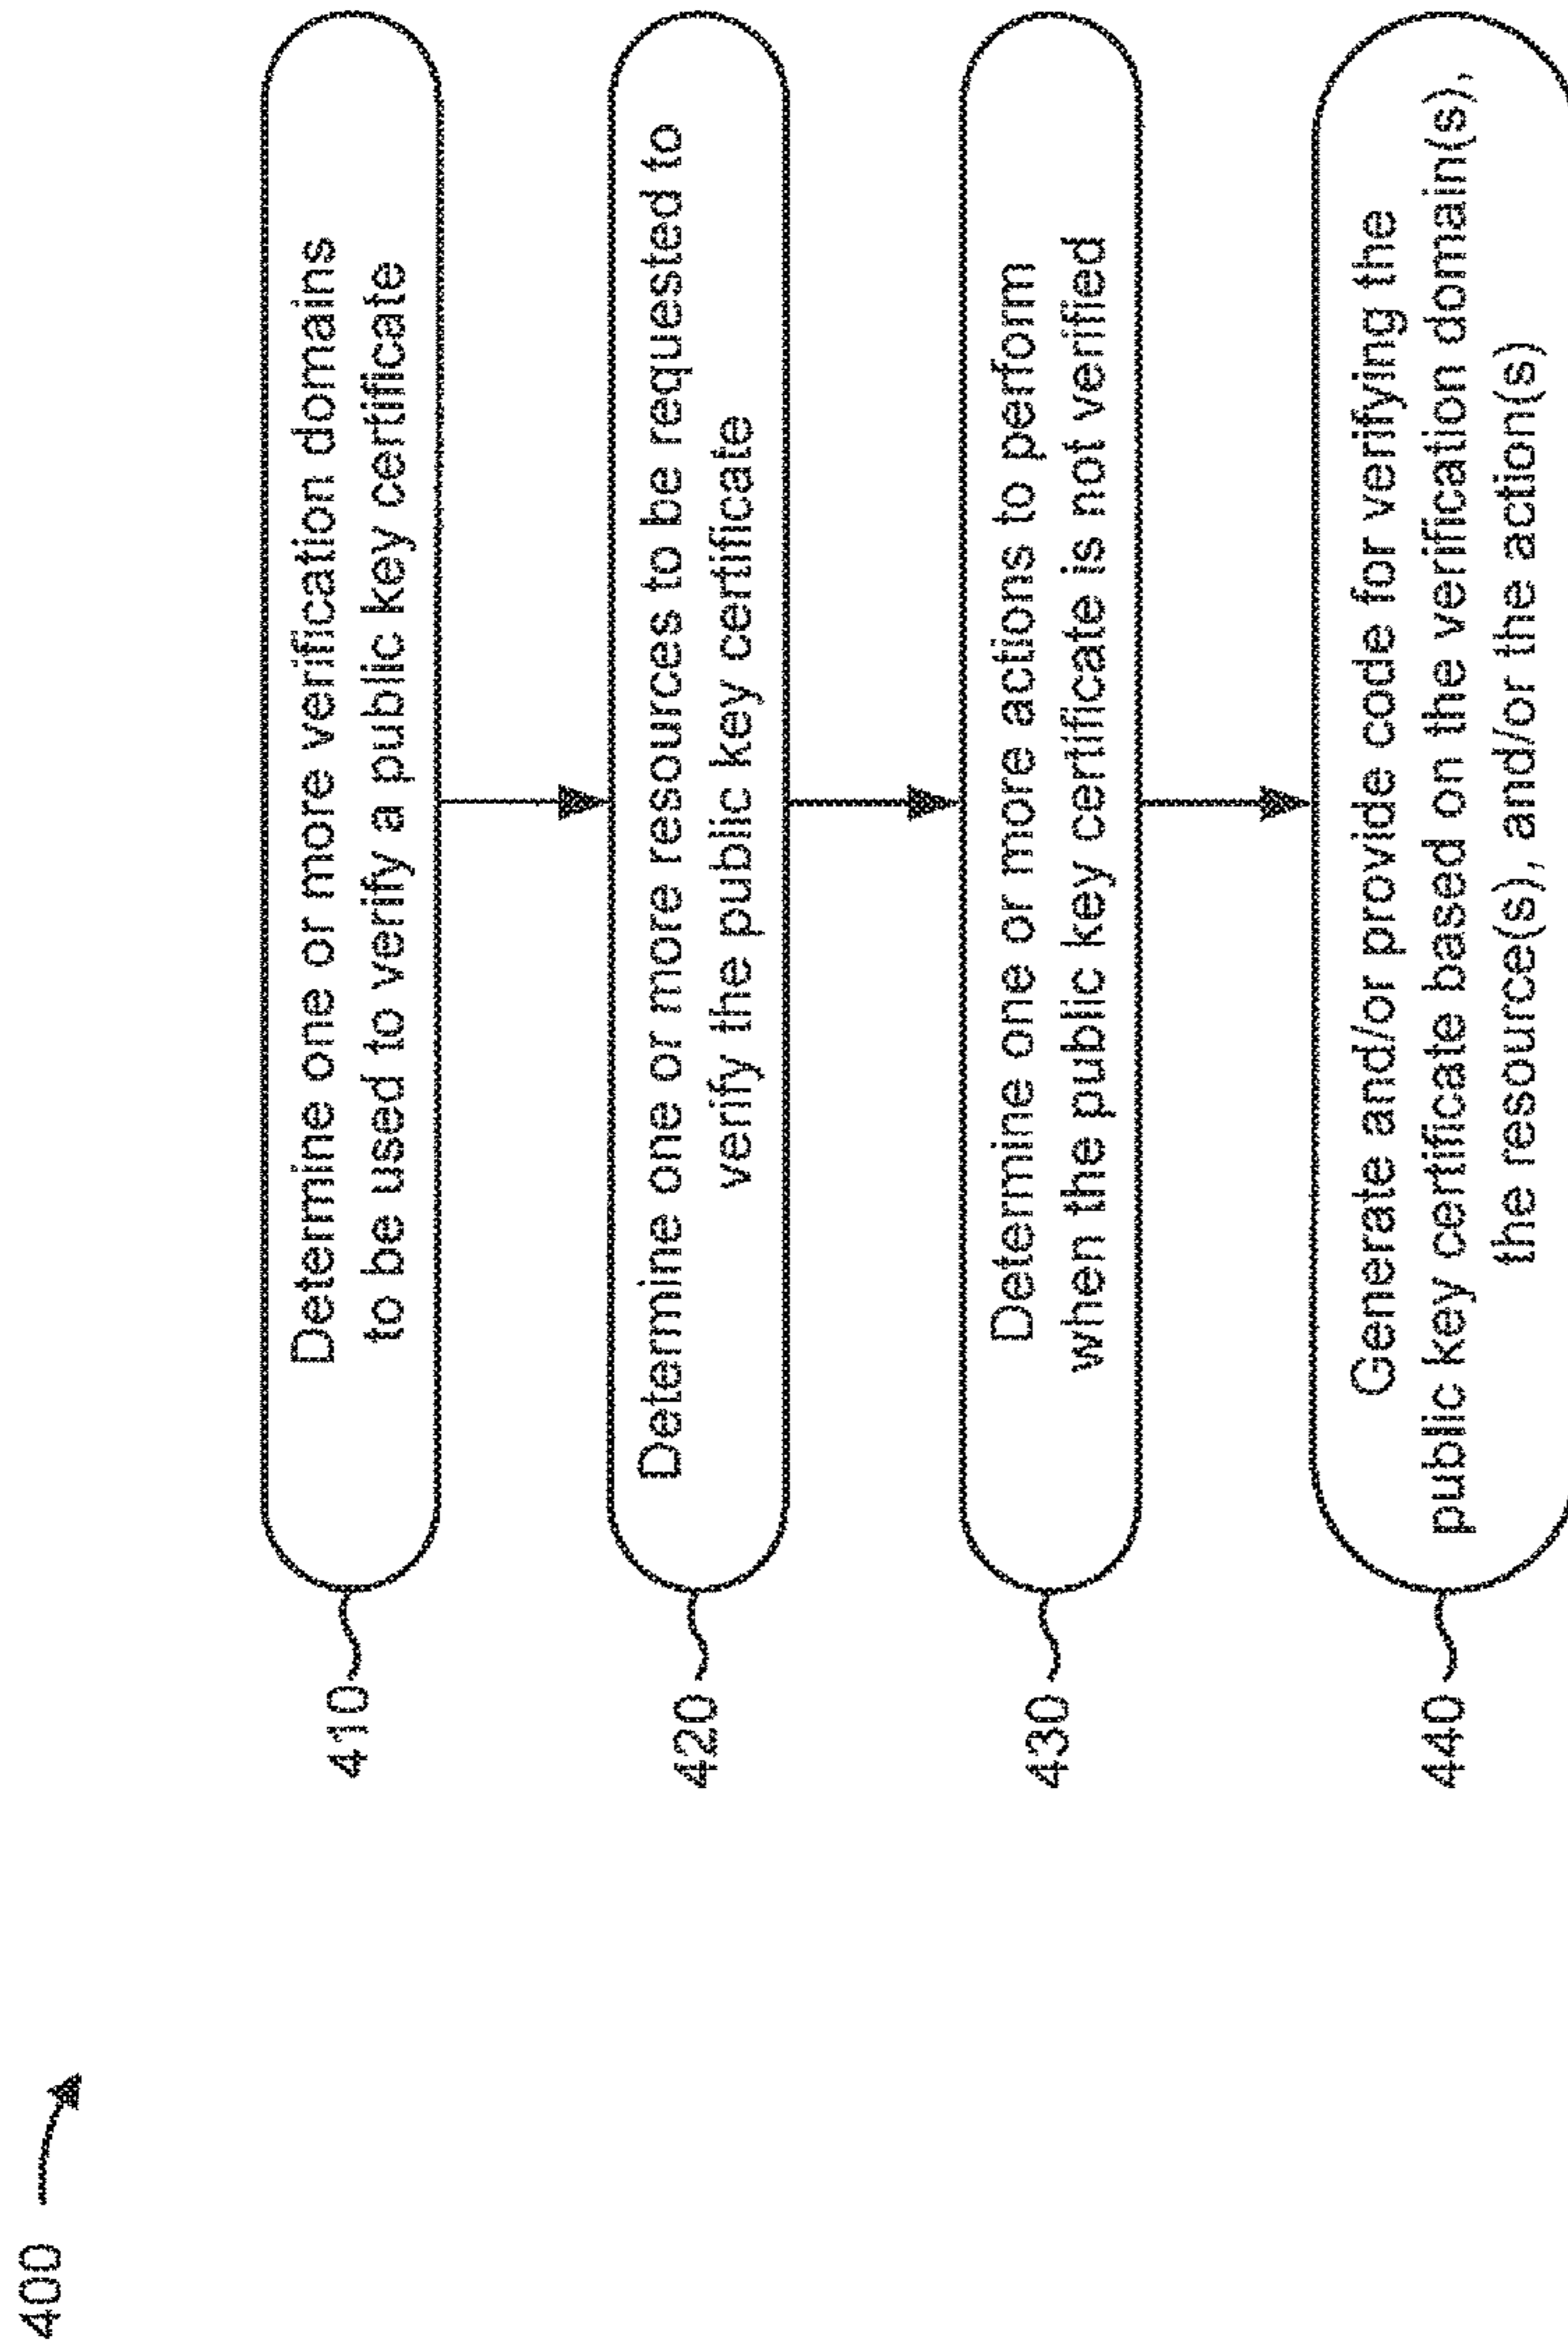 400
410
Determine one or more verification domains
to be used to verify a public key certificate
420
Determine one or more resources to be requested to
verify the public key certificate
430
Determine one or more actions to perform
when the public key certificate is not verified
440
Generate and/or provide code for verifying the
public key certificate based on the verification domain(s),
the resource(s), and/or the action(s)